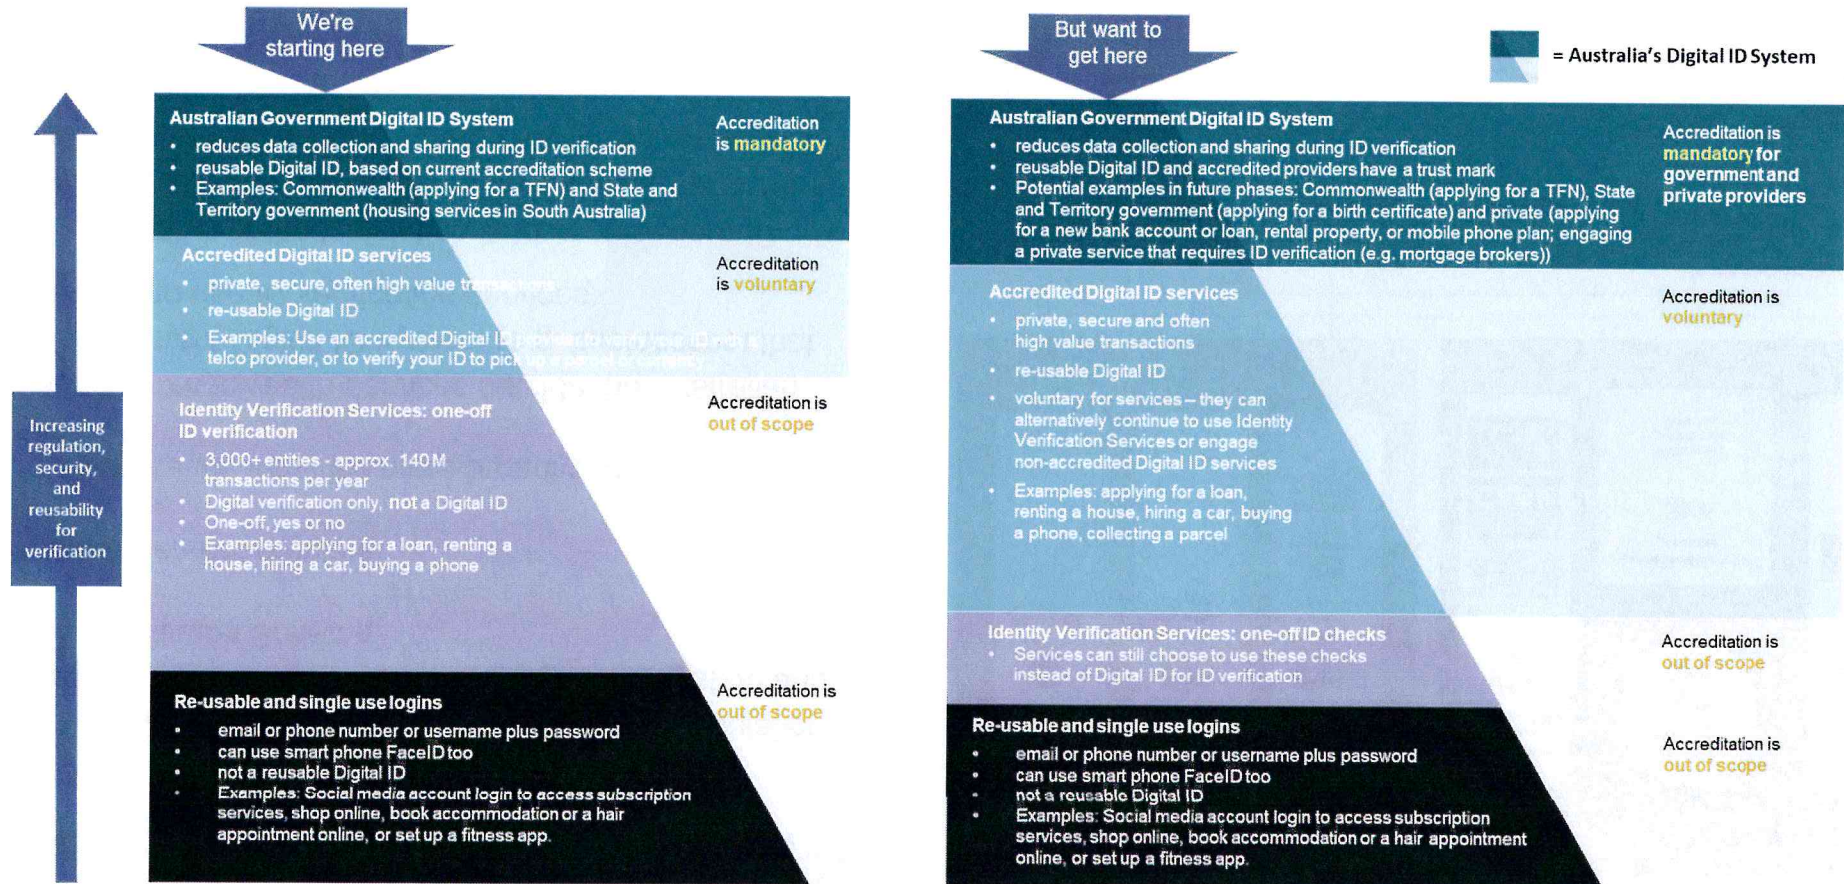 We're
starting here
But want to
get here
= Australia's Digital ID System
Increasing
regulation,
security,
and
reusability
for
verification
Australian Government Digital ID System
• reduces data collection and sharing during ID verification
• reusable Digital ID, based on current accreditation scheme
• Examples: Commonwealth (applying for a TFN) and State and
Territory government (housing services in South Australia)
Accreditation
is mandatory
Accredited Digital ID services
• private, secure, often high value transactions
• re-usable Digital ID
• Examples: Use an accredited Digital ID provider to verify your ID with a
telco provider, or to verify your ID to pick up a parcel or currently
Accreditation
is voluntary
Identity Verification Services: one-off
ID verification
• 3,000+ entities - approx. 140 M
transactions per year
• Digital verification only, not a Digital ID
• One-off, yes or no
• Examples: applying for a loan, renting a
house, hiring a car, buying a phone
Accreditation is
out of scope
Re-usable and single use logins
• email or phone number or username plus password
• can use smart phone FaceID too
• not a reusable Digital ID
• Examples: Social media account login to access subscription
services, shop online, book accommodation or a hair
appointment online, or set up a fitness app.
Accreditation is
out of scope
Australian Government Digital ID System
• reduces data collection and sharing during ID verification
• reusable Digital ID and accredited providers have a trust mark
• Potential examples in future phases: Commonwealth (applying for a TFN), State
and Territory government (applying for a birth certificate) and private (applying
for a new bank account or loan, rental property, or mobile phone plan; engaging
a private service that requires ID verification (e.g. mortgage brokers))
Accreditation is
mandatory for
government and
private providers
Accredited Digital ID services
• private, secure and often
high value transactions
• re-usable Digital ID
• voluntary for services – they can
alternatively continue to use Identity
Verification Services or engage
non-accredited Digital ID services
• Examples: applying for a loan,
renting a house, hiring a car, buying
a phone, collecting a parcel
Accreditation is
voluntary
Identity Verification Services: one-off ID checks
• Services can still choose to use these checks
instead of Digital ID for ID verification
Accreditation is
out of scope
Re-usable and single use logins
• email or phone number or username plus password
• can use smart phone FaceID too
• not a reusable Digital ID
• Examples: Social media account login to access subscription
services, shop online, book accommodation or a hair appointment
online, or set up a fitness app.
Accreditation is
out of scope